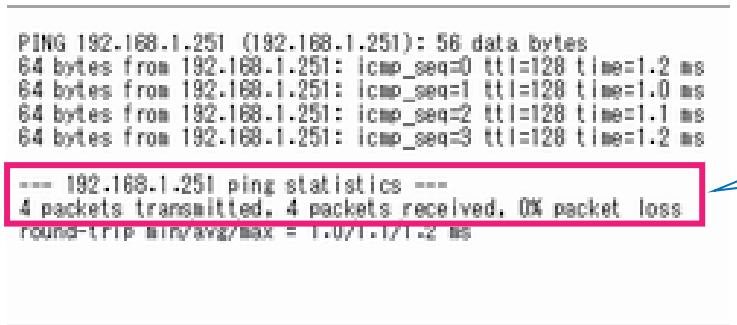 PING 192.168.1.251 (192.168.1.251): 56 data bytes
64 bytes from 192.168.1.251: icmp_seq=0 ttl=128 time=1.2 ms
64 bytes from 192.168.1.251: icmp_seq=1 ttl=128 time=1.0 ms
64 bytes from 192.168.1.251: icmp_seq=2 ttl=128 time=1.1 ms
64 bytes from 192.168.1.251: icmp_seq=3 ttl=128 time=1.2 ms
--- 192.168.1.251 ping statistics ---
4 packets transmitted, 4 packets received, 0% packet loss
round-trip min/avg/max = 1.0/1.1/1.2 ms